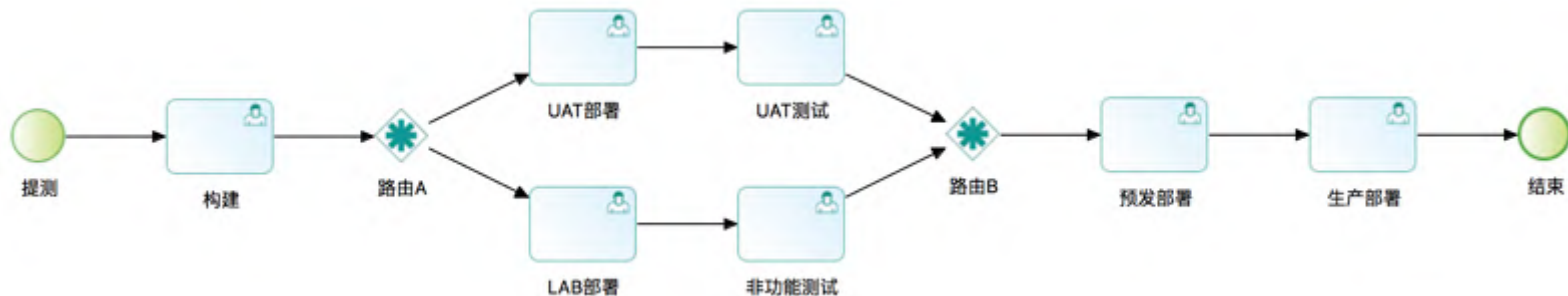 提测
构建
路由A
UAT部署
UAT测试
LAB部署
非功能测试
路由B
预发部署
生产部署
结束